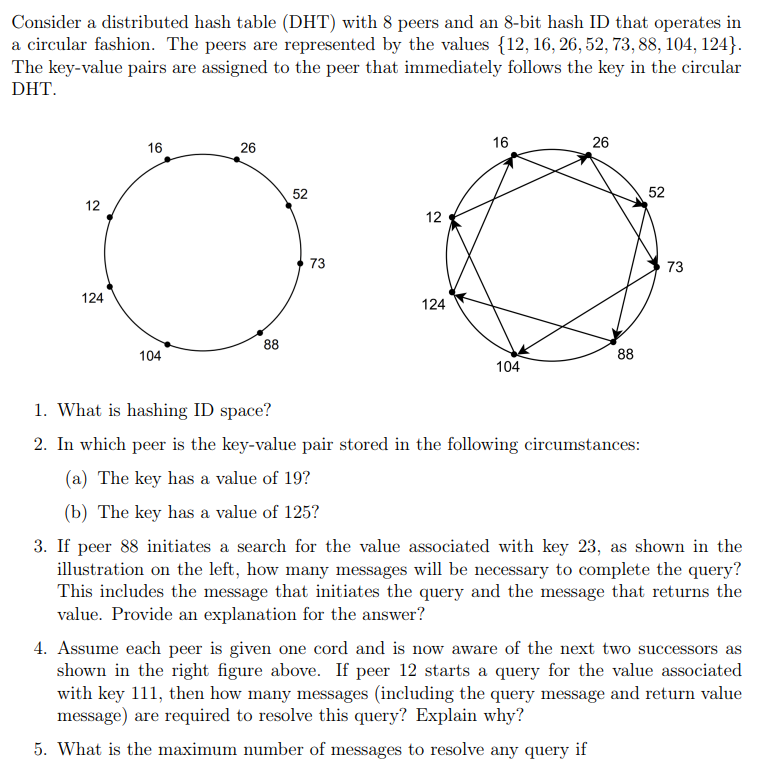 Consider a distributed hash table (DHT) with 8 peers and an 8-bit hash ID that operates in
a circular fashion. The peers are represented by the values {12, 16, 26, 52, 73, 88, 104, 124}.
The key-value pairs are assigned to the peer that immediately follows the key in the circular
DHT.
16
26
52
12
73
124
88
104
16
26
52
12
73
124
88
104
1. What is hashing ID space?
2. In which peer is the key-value pair stored in the following circumstances:
(a) The key has a value of 19?
(b) The key has a value of 125?
3. If peer 88 initiates a search for the value associated with key 23, as shown in the
illustration on the left, how many messages will be necessary to complete the query?
This includes the message that initiates the query and the message that returns the
value. Provide an explanation for the answer?
4. Assume each peer is given one cord and is now aware of the next two successors as
shown in the right figure above. If peer 12 starts a query for the value associated
with key 111, then how many messages (including the query message and return value
message) are required to resolve this query? Explain why?
5. What is the maximum number of messages to resolve any query if